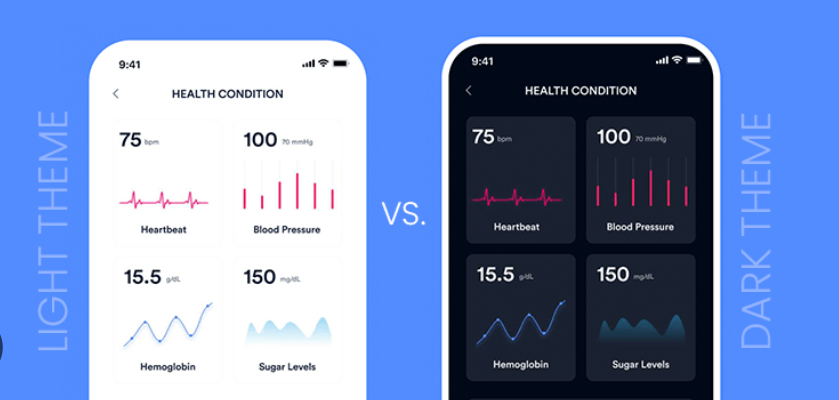 LIGHT THEME
9:41
HEALTH CONDITION
75 bpm
100 70 mmHg
Heartbeat
Blood Pressure
15.5 g/dL
150 mg/dL
Hemoglobin
Sugar Levels
VS.
9:41
HEALTH CONDITION
75 bpm
100 70 mmHg
Heartbeat
Blood Pressure
15.5 g/dL
150 mg/dL
Hemoglobin
Sugar Levels
DARK THEME